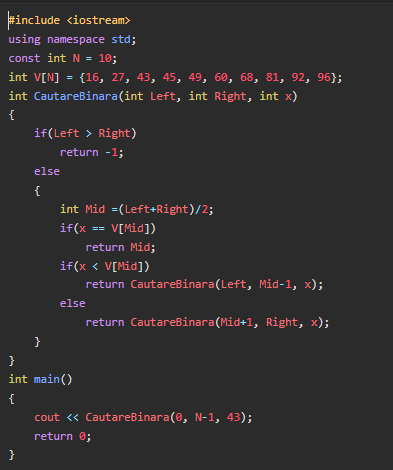 #include <iostream>
using namespace std;
const int N = 10;
int V[N] = {16, 27, 43, 45, 49, 60, 68, 81, 92, 96};
int CautareBinara(int Left, int Right, int x)
{
    if(Left > Right)
        return -1;
    else
    {
        int Mid =(Left+Right)/2;
        if(x == V[Mid])
            return Mid;
        if(x < V[Mid])
            return CautareBinara(Left, Mid-1, x);
        else
            return CautareBinara(Mid+1, Right, x);
    }
}
int main()
{
    cout << CautareBinara(0, N-1, 43);
    return 0;
}